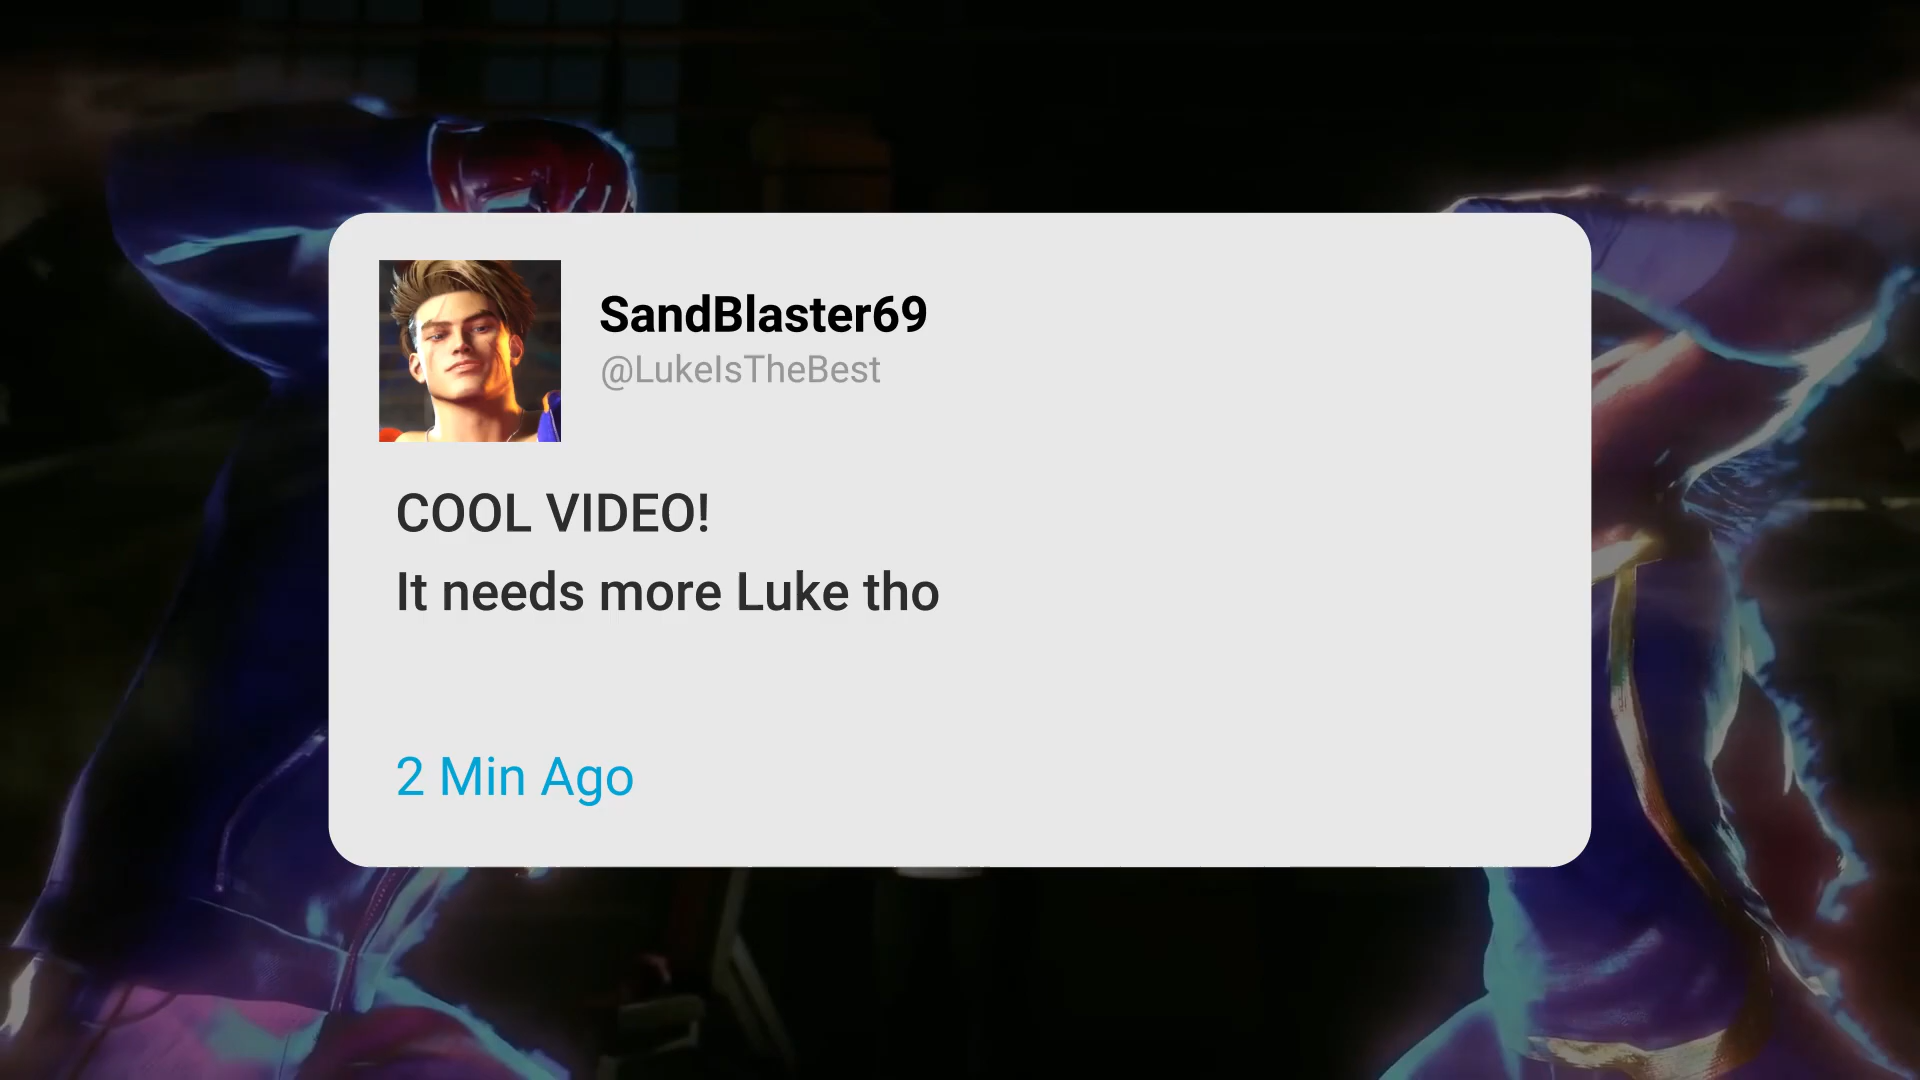 SandBlaster69
@LukeIsTheBest
COOL VIDEO!
It needs more Luke tho
2 Min Ago